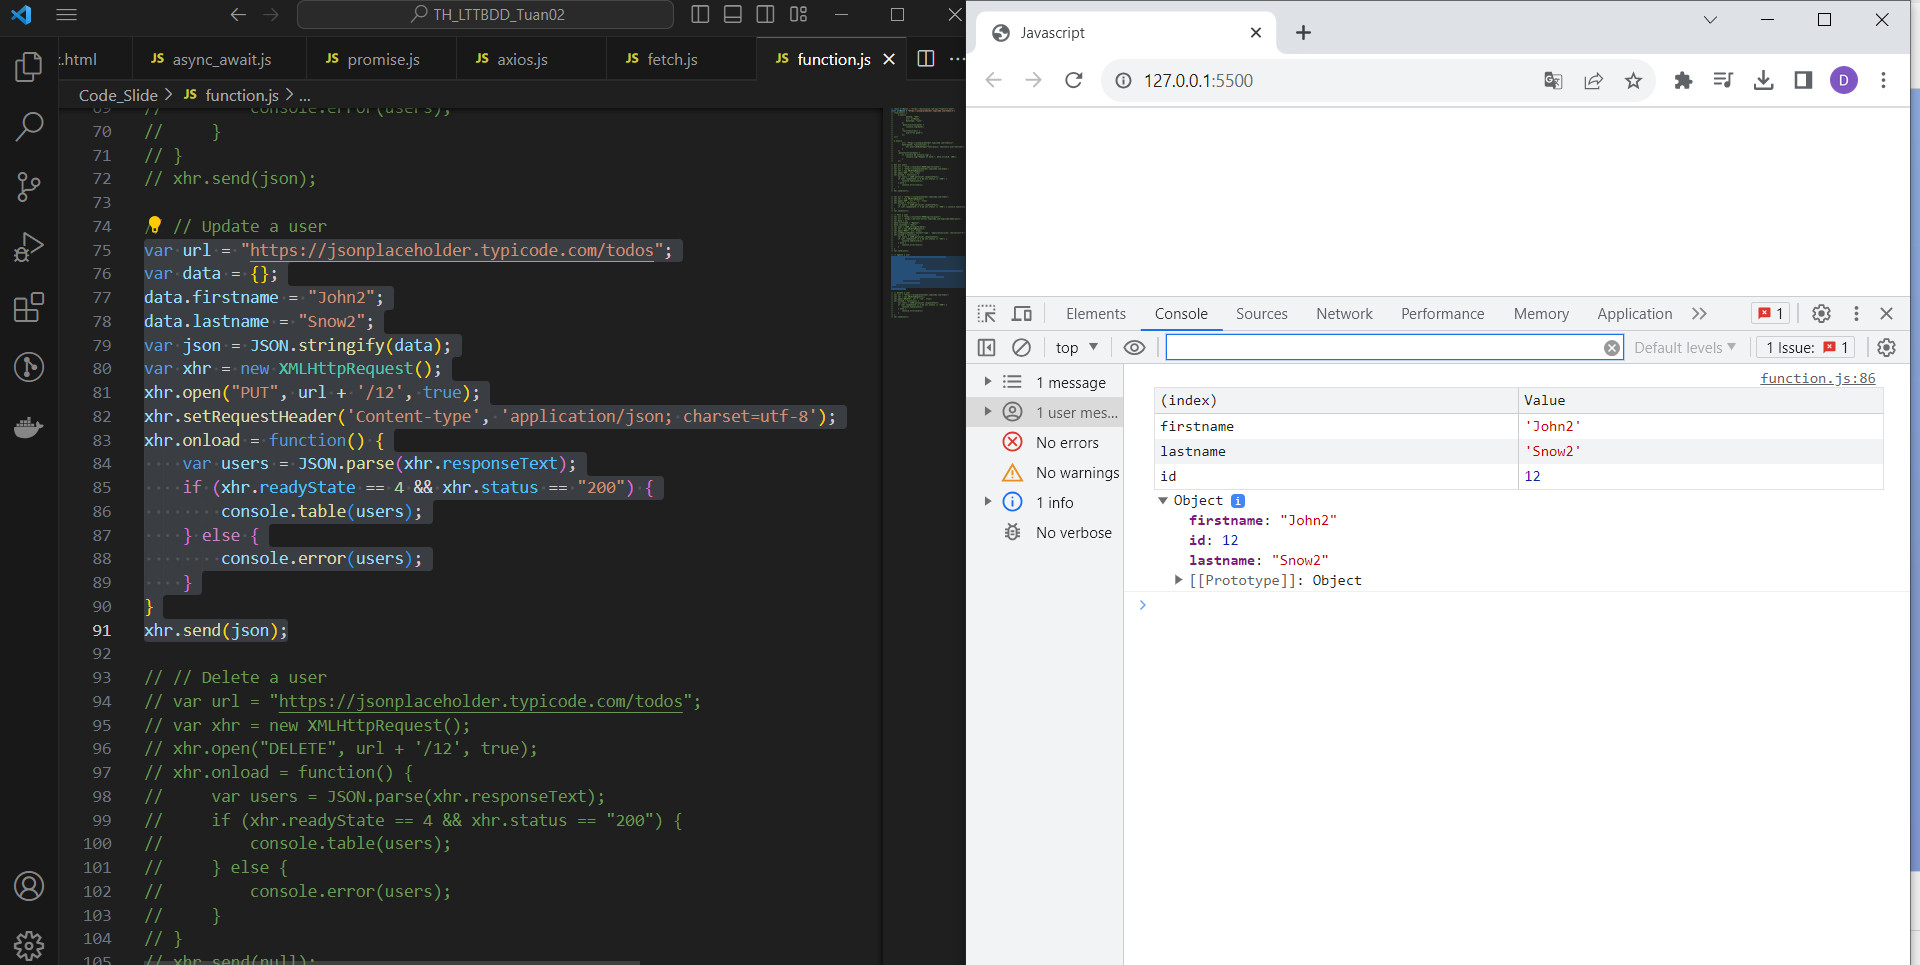 TH_LTTBDD_Tuan02
.html
JS async_await.js
JS promise.js
JS axios.js
JS fetch.js
JS function.js
Code_Slide > JS function.js > ...
69 // console.error(users);
70 // }
71 // }
72 // xhr.send(json);
73
74 // // Update a user
75 var url = "https://jsonplaceholder.typicode.com/todos";
76 var data = {};
77 data.firstname = "John2";
78 data.lastname = "Snow2";
79 var json = JSON.stringify(data);
80 var xhr = new XMLHttpRequest();
81 xhr.open("PUT", url + '/12', true);
82 xhr.setRequestHeader('Content-type', 'application/json; charset=utf-8');
83 xhr.onload = function() {
84 var users = JSON.parse(xhr.responseText);
85 if (xhr.readyState == 4 && xhr.status == "200") {
86 console.table(users);
87 } else {
88 console.error(users);
89 }
90 }
91 xhr.send(json);
92
93 // // Delete a user
94 // var url = "https://jsonplaceholder.typicode.com/todos";
95 // var xhr = new XMLHttpRequest();
96 // xhr.open("DELETE", url + '/12', true);
97 // xhr.onload = function() {
98 // var users = JSON.parse(xhr.responseText);
99 // if (xhr.readyState == 4 && xhr.status == "200") {
100 // console.table(users);
101 // } else {
102 // console.error(users);
103 // }
104 // }
105 // xhr.send(null);
Javascript
127.0.0.1:5500
D
Elements Console Sources Network Performance Memory Application 1
top Default levels 1 Issue: 1
1 message
1 user mes...
No errors
No warnings
1 info
No verbose
function.js:86
(index) Value
firstname 'John2'
lastname 'Snow2'
id 12
Object i
firstname: "John2"
id: 12
lastname: "Snow2"
[[Prototype]]: Object